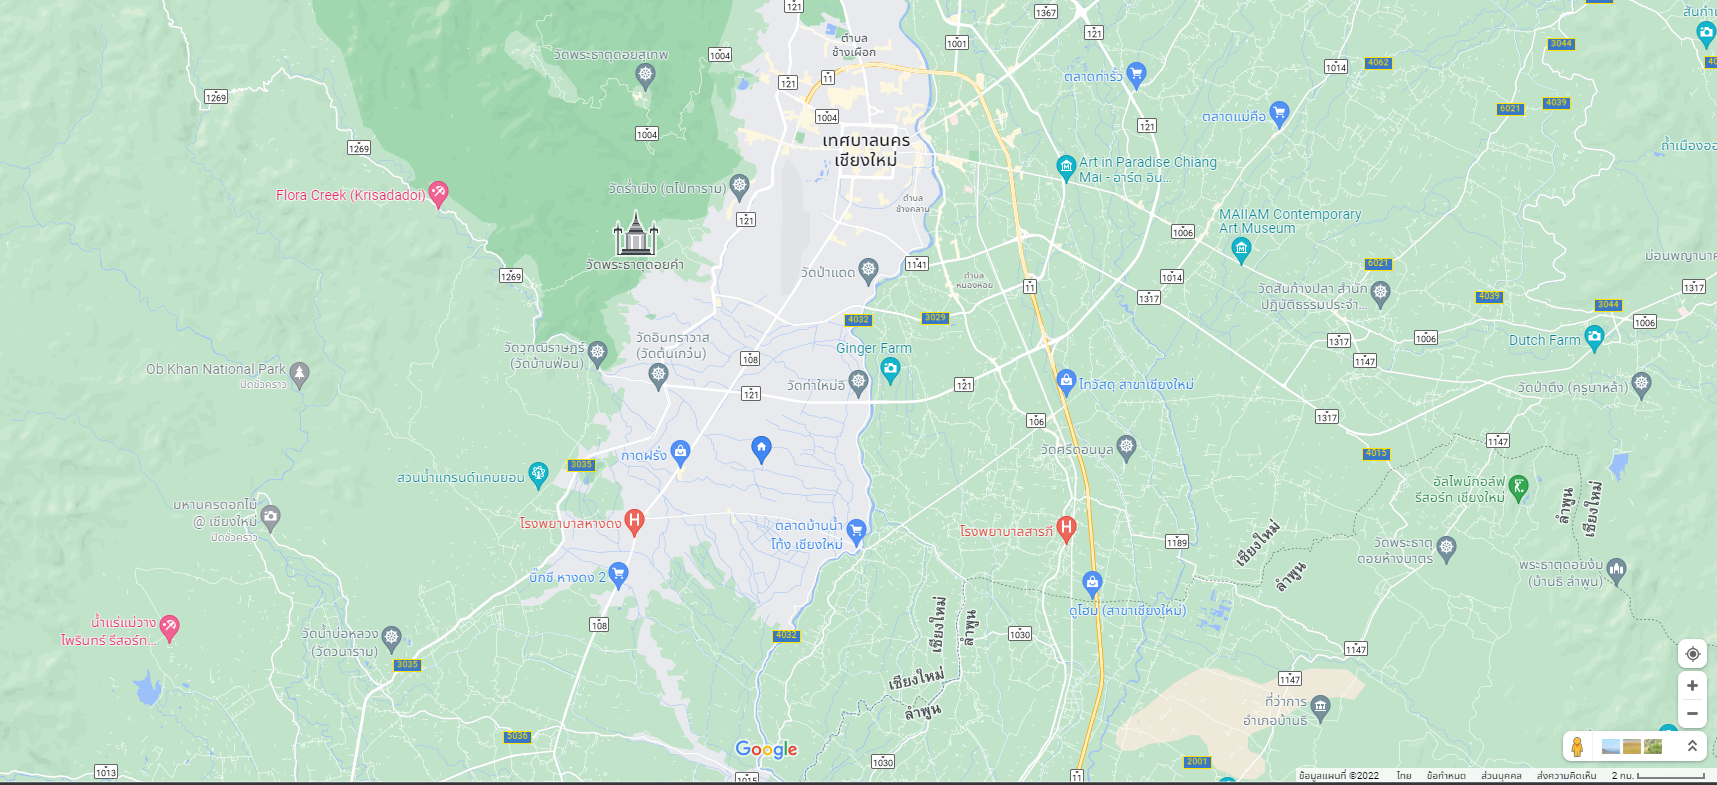 121
1367
121
1001
ตำบล
ช้างเผือก
3044
วัดพระธาตุดอยสุเทพ
1004
11
121
ตลาดท่ารั้ว
1014
4062
1269
1004
ตลาดแม่คือ
6021
4039
121
1004
1269
เทศบาลนคร
เชียงใหม่
Art in Paradise Chiang
Mai - อาร์ต อิน...
Flora Creek (Krisadadoi)
วัดร่ำเปิง (ตโปทาราม)
ตำบล
ช้างคลาน
121
MAIIAM Contemporary
Art Museum
1006
วัดพระธาตุดอยคำ
วัดป่าแดด
1141
6021
1269
1014
ตำบล
หนองหอย
11
1317
วัดสันก้างปลา สำนัก
ปฏิบัติธรรมประจำ...
4039
3044
1317
4032
3029
1006
วัดอินทราวาส
(วัดต้นเกว๋น)
วัดวุฒฒิราษฎร์
(วัดบ้านฟ่อน)
Ginger Farm
108
1317
1006
1147
Dutch Farm
Ob Khan National Park
ปิดชั่วคราว
วัดท่าใหม่อิ
121
121
ไทวัสดุ สาขาเชียงใหม่
วัดป่าตึง (ครูบาหล้า)
106
1317
1147
กาดฝรั่ง
วัดศรีดอนมูล
4015
3035
สวนน้ำแกรนด์แคนยอน
อัลไพน์กอล์ฟ
รีสอร์ท เชียงใหม่
ลำพูน
เชียงใหม่
มหานครดอกไม้
@ เชียงใหม่
ปิดชั่วคราว
โรงพยาบาลหางดง
ตลาดบ้านน้ำ
โท้ง เชียงใหม่
โรงพยาบาลสารภี
1189
เชียงใหม่
ลำพูน
วัดพระธาตุ
ดอยห้างบาตร
พระธาตุดอยงุ้ม
(บ้านธิ ลำพูน)
บิ๊กซี หางดง 2
ดูโฮม (สาขาเชียงใหม่)
น้ำแร่แม่วาง
ไพรินทร์ รีสอร์ท...
วัดน้ำบ่อหลวง
(วัดวนาราม)
108
4032
เชียงใหม่
ลำพูน
1030
1147
3035
เชียงใหม่
ลำพูน
1147
ที่ว่าการ
อำเภอบ้านธิ
5036
Google
1030
2001
1013
1015
11
ข้อมูลแผนที่ ©2022
ไทย
ข้อกำหนด
ส่วนบุคคล
ส่งความคิดเห็น
2 กม.